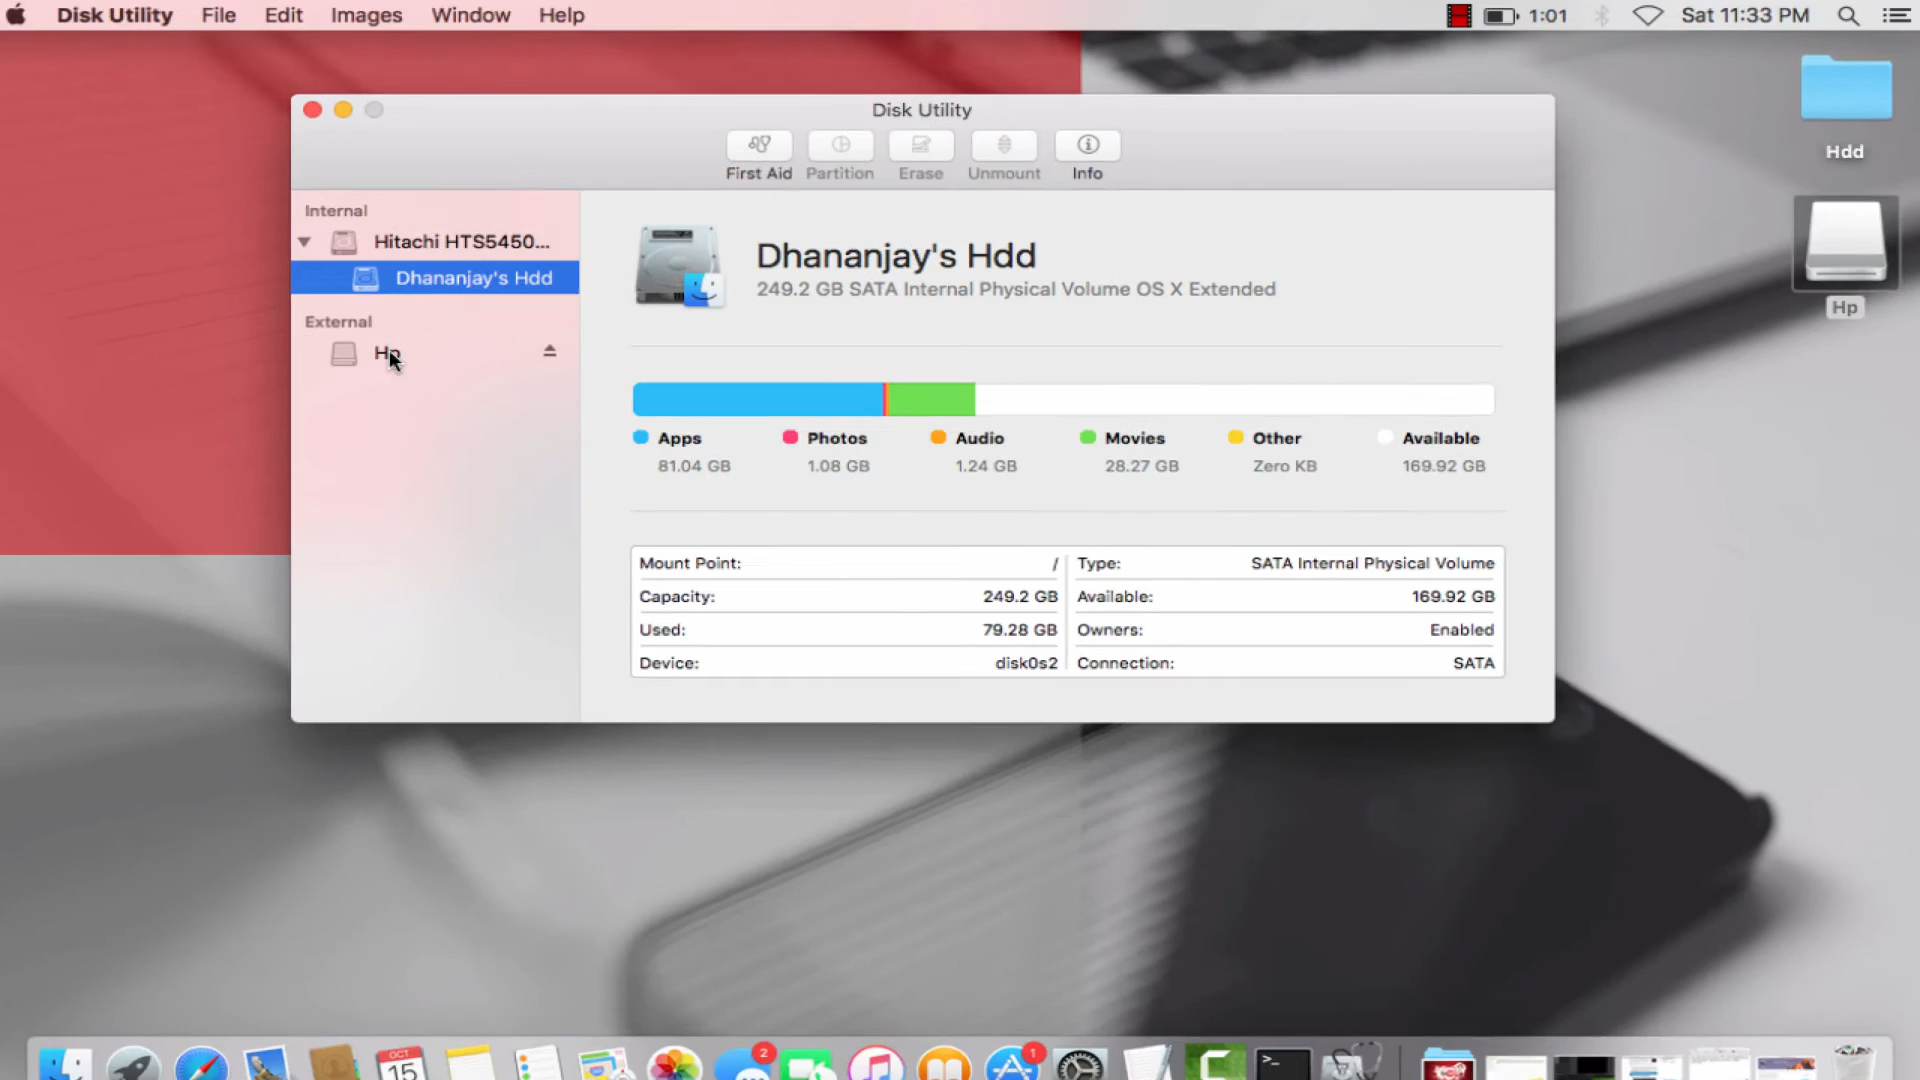 Disk Utility File Edit Images Window Help 1:01 Sat 11:33 PM
Disk Utility
First Aid Partition Erase Unmount Info
Internal
Hitachi HTS5450...
Dhananjay's Hdd
External
Hp
Dhananjay's Hdd
249.2 GB SATA Internal Physical Volume OS X Extended
Apps Photos Audio Movies Other Available
81.04 GB 1.08 GB 1.24 GB 28.27 GB Zero KB 169.92 GB
Mount Point: / Type: SATA Internal Physical Volume
Capacity: 249.2 GB Available: 169.92 GB
Used: 79.28 GB Owners: Enabled
Device: disk0s2 Connection: SATA
Hdd
Hp
OCT
15
2
1
>_